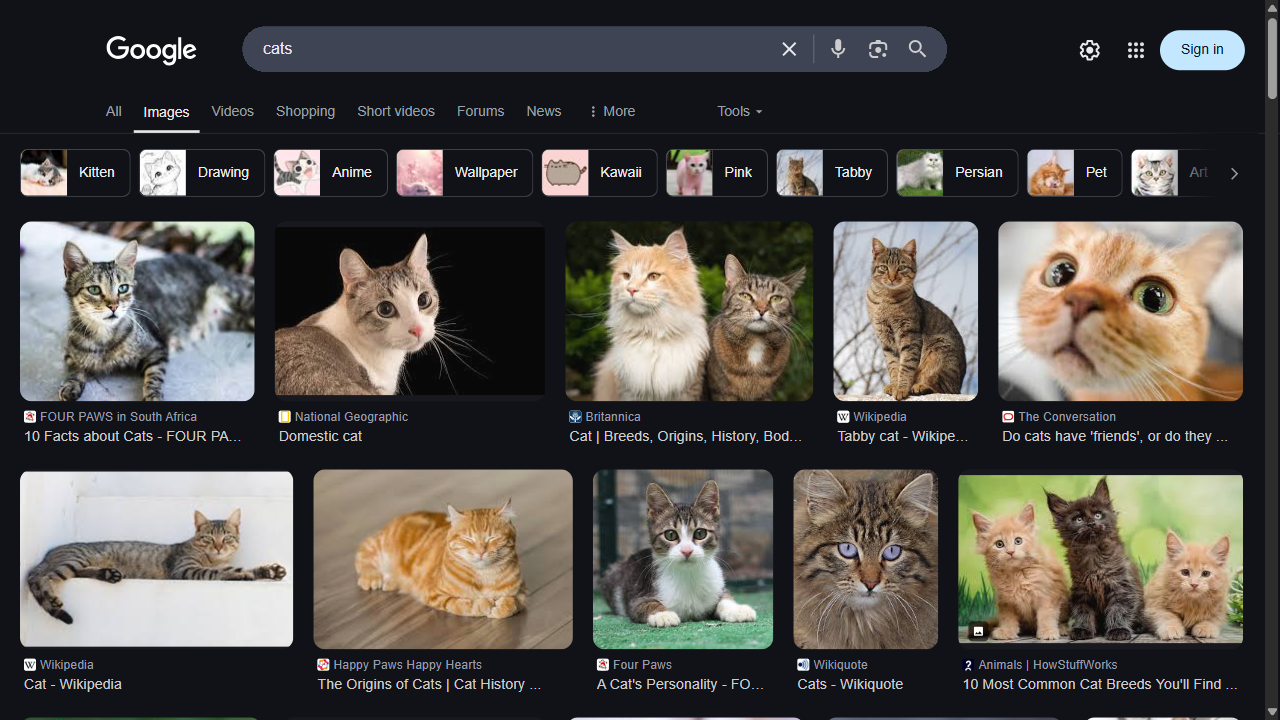 Google
cats
Sign in
All
Images
Videos
Shopping
Short videos
Forums
News
More
Tools
Kitten
Drawing
Anime
Wallpaper
Kawaii
Pink
Tabby
Persian
Pet
Art
FOUR PAWS in South Africa
10 Facts about Cats - FOUR PA...
National Geographic
Domestic cat
Britannica
Cat | Breeds, Origins, History, Bod...
W Wikipedia
Tabby cat - Wikipe...
The Conversation
Do cats have 'friends', or do they ...
W Wikipedia
Cat - Wikipedia
Happy Paws Happy Hearts
The Origins of Cats | Cat History ...
Four Paws
A Cat's Personality - FO...
Wikiquote
Cats - Wikiquote
Animals | HowStuffWorks
10 Most Common Cat Breeds You'll Find ...